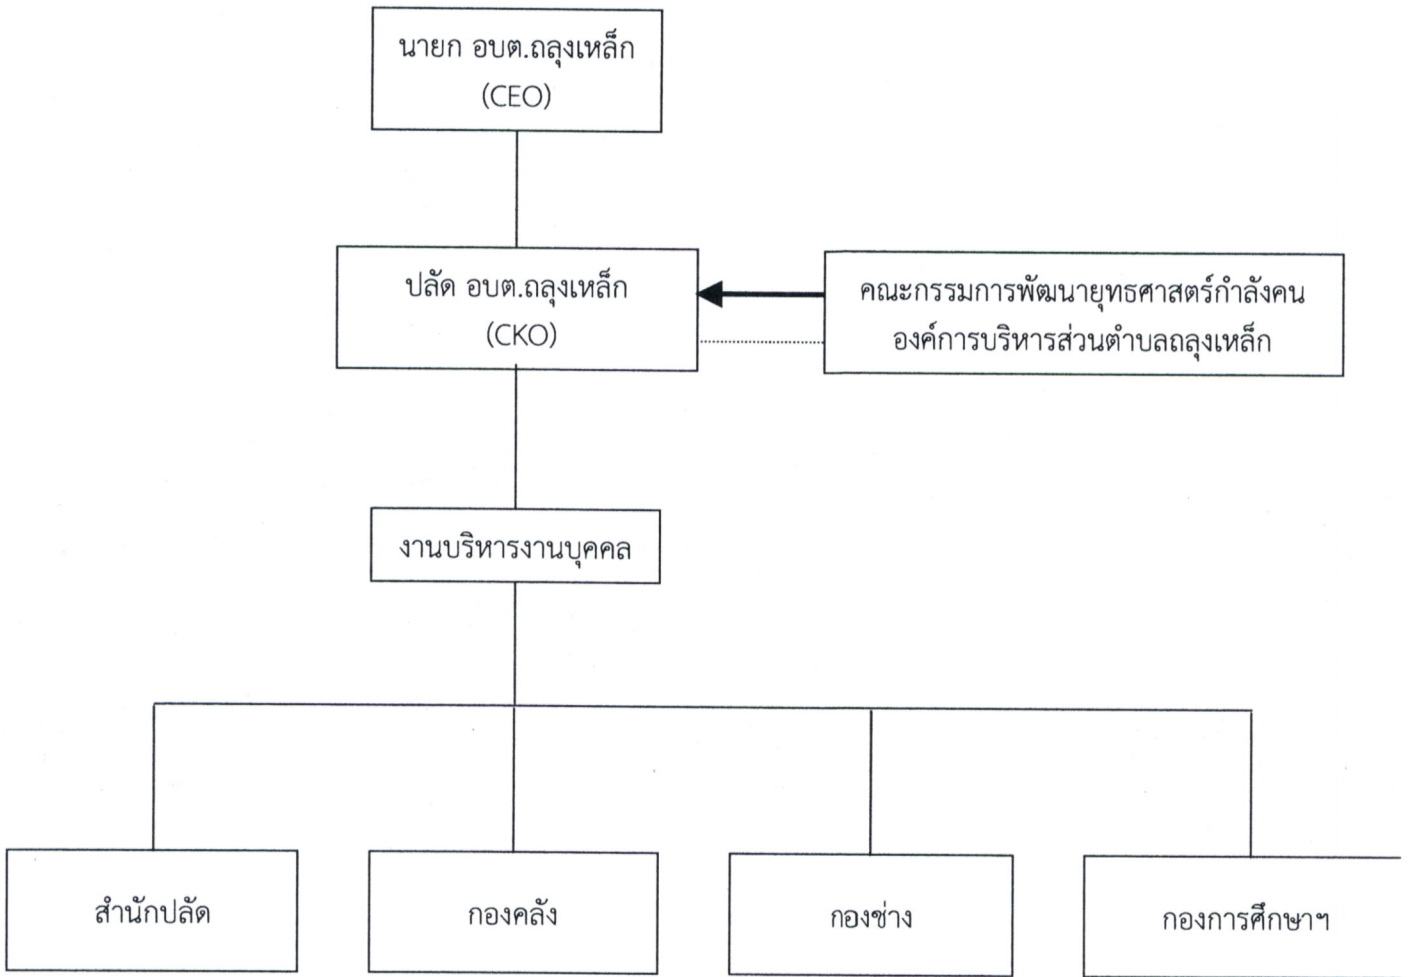 นายก อบต.ถลุงเหล็ก
(CEO)
ปลัด อบต.ถลุงเหล็ก
(CKO)
คณะกรรมการพัฒนายุทธศาสตร์กำลังคน
องค์การบริหารส่วนตำบลถลุงเหล็ก
งานบริหารงานบุคคล
สำนักปลัด
กองคลัง
กองช่าง
กองการศึกษาฯ